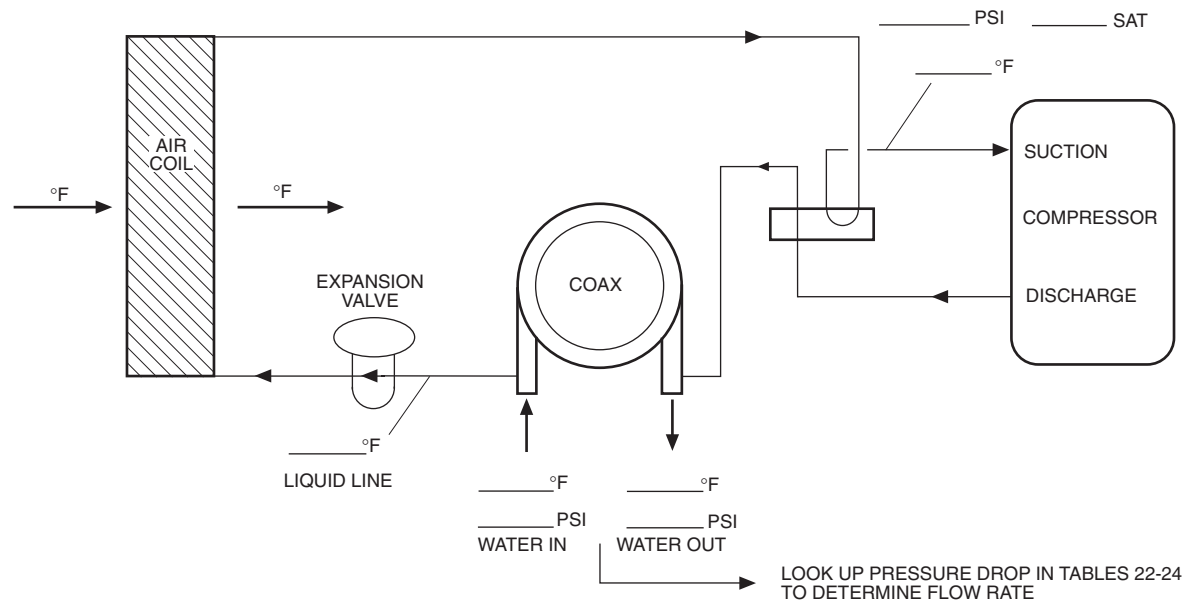 PSI SAT
°F
AIR
COIL
SUCTION
°F °F
COMPRESSOR
EXPANSION
VALVE
COAX
DISCHARGE
°F
LIQUID LINE
°F °F
PSI PSI
WATER IN WATER OUT
LOOK UP PRESSURE DROP IN TABLES 22-24
TO DETERMINE FLOW RATE